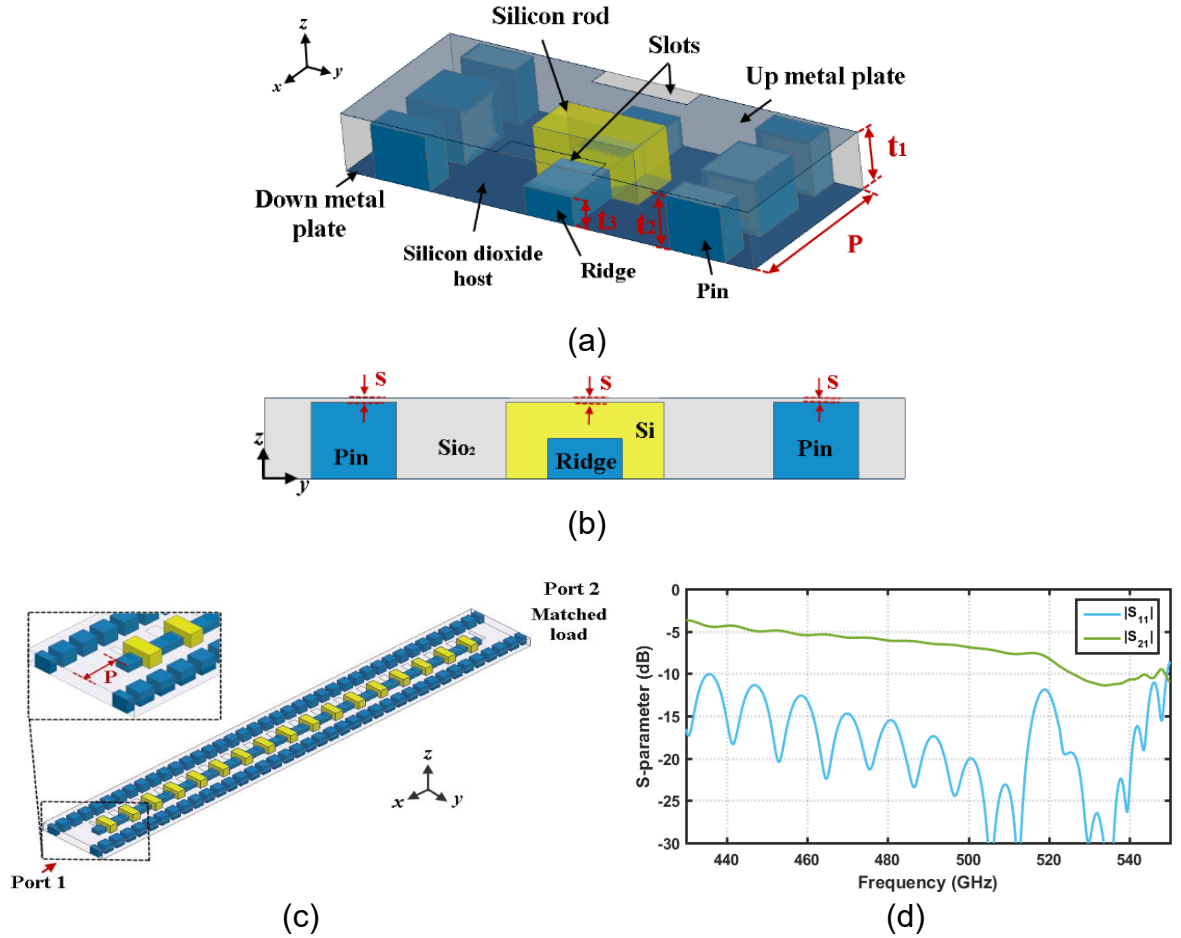 Silicon rod
Slots
Up metal plate
z
x
y
t1
Down metal
plate
t3
t2
P
Silicon dioxide
host
Ridge
Pin
(a)
s
s
s
z
Pin
Sio₂
Si
Ridge
Pin
y
(b)
Port 2
Matched
load
P
z
x
y
Port 1
(c)
0
-5
-10
-15
-20
-25
-30
S-parameter (dB)
|S₁₁|
|S₂₁|
440
460
480
500
520
540
Frequency (GHz)
(d)